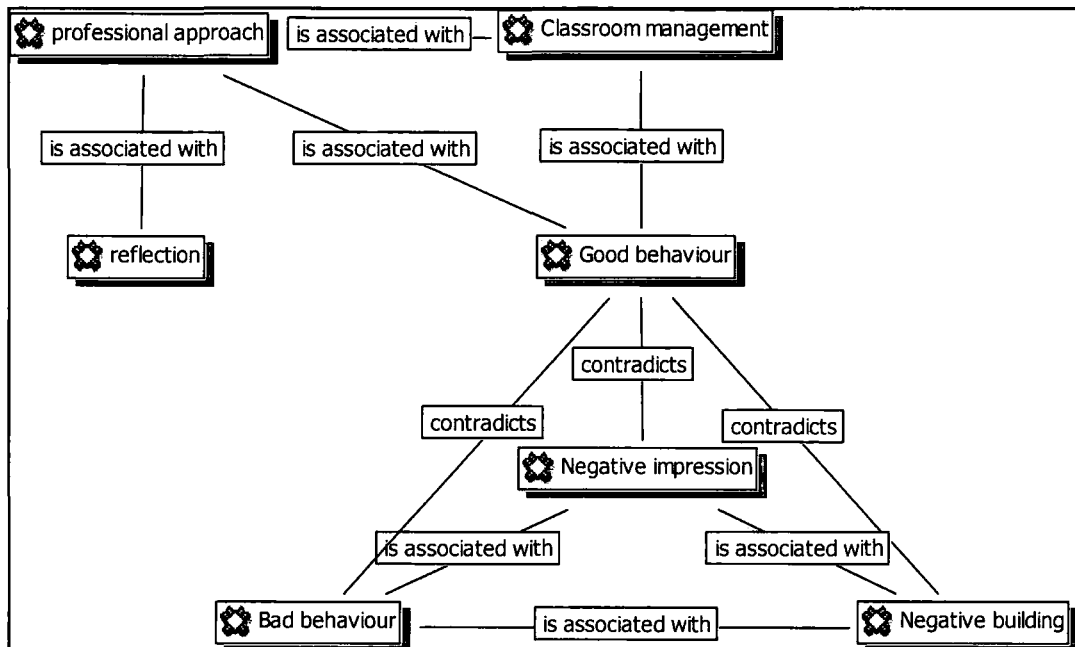 professional approach
is associated with
Classroom management
is associated with
is associated with
is associated with
reflection
Good behaviour
contradicts
contradicts
contradicts
Negative impression
is associated with
is associated with
Bad behaviour
is associated with
Negative building